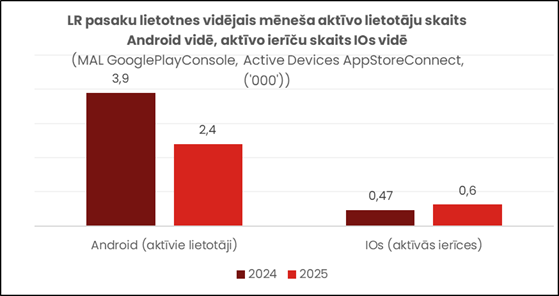 LR pasaku lietotnes vidējais mēneša aktīvo lietotāju skaits
Android vidē, aktīvo ierīču skaits IOs vidē
(MAL GooglePlayConsole, Active Devices AppStoreConnect,
('000'))
3,9
2,4
0,47
0,6
Android (aktīvie lietotāji)
IOs (aktīvās ierīces)
2024
2025